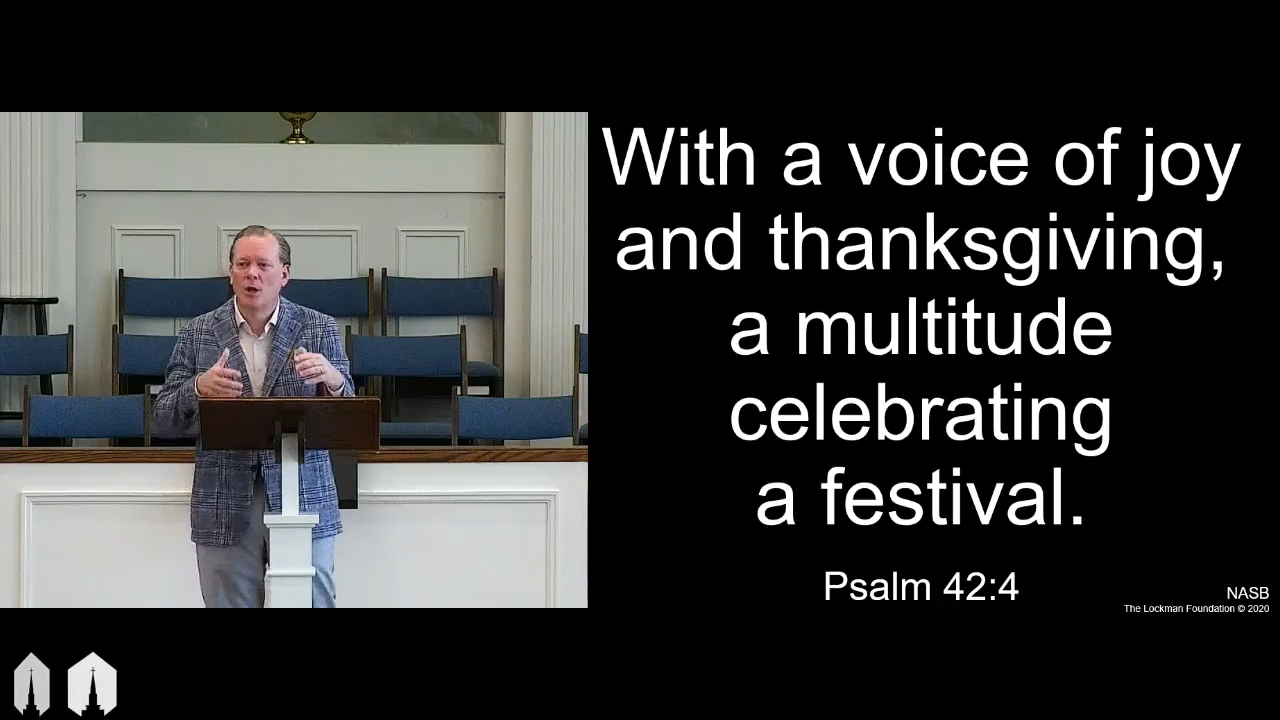 With a voice of joy
and thanksgiving,
a multitude
celebrating
a festival.
Psalm 42:4
NASB
The Lockman Foundation © 2020